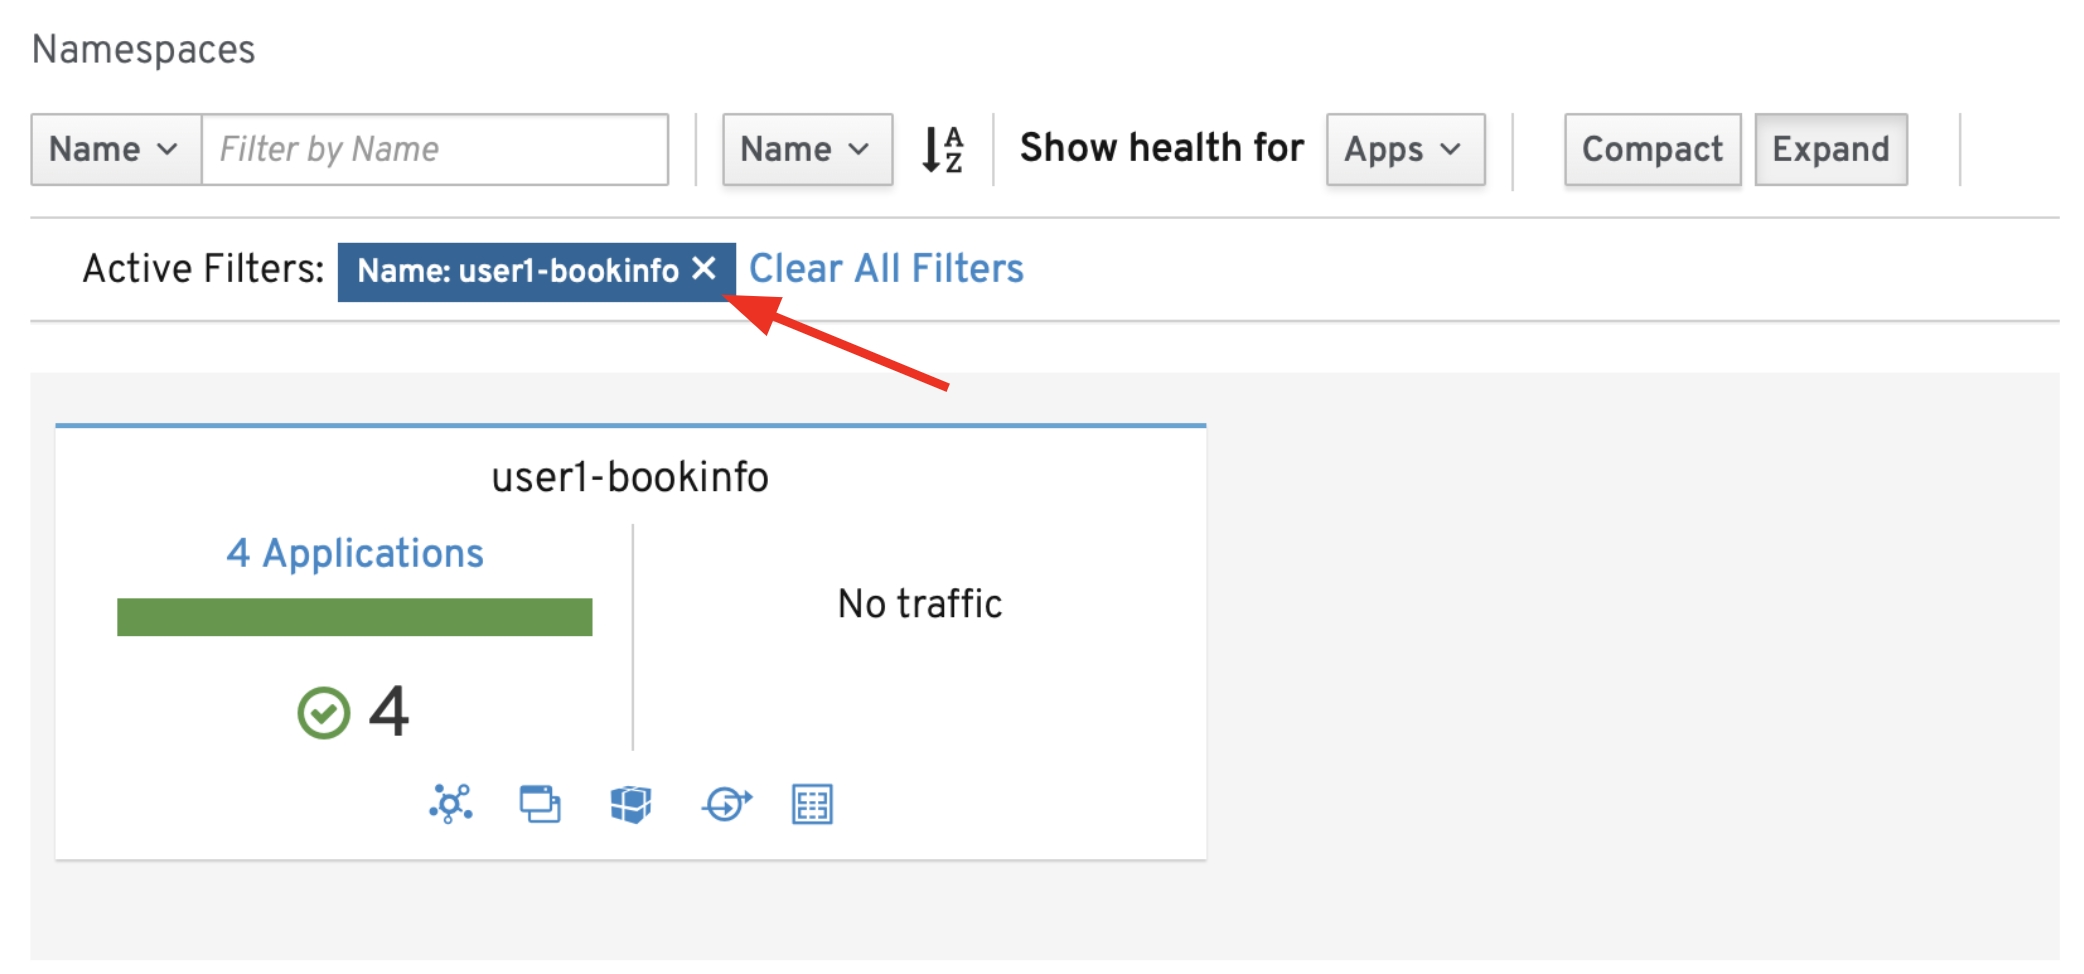 Namespaces
Name Filter by Name Name A Z Show health for Apps Compact Expand
Active Filters: Name: user1-bookinfo Clear All Filters
user1-bookinfo
4 Applications
No traffic
4